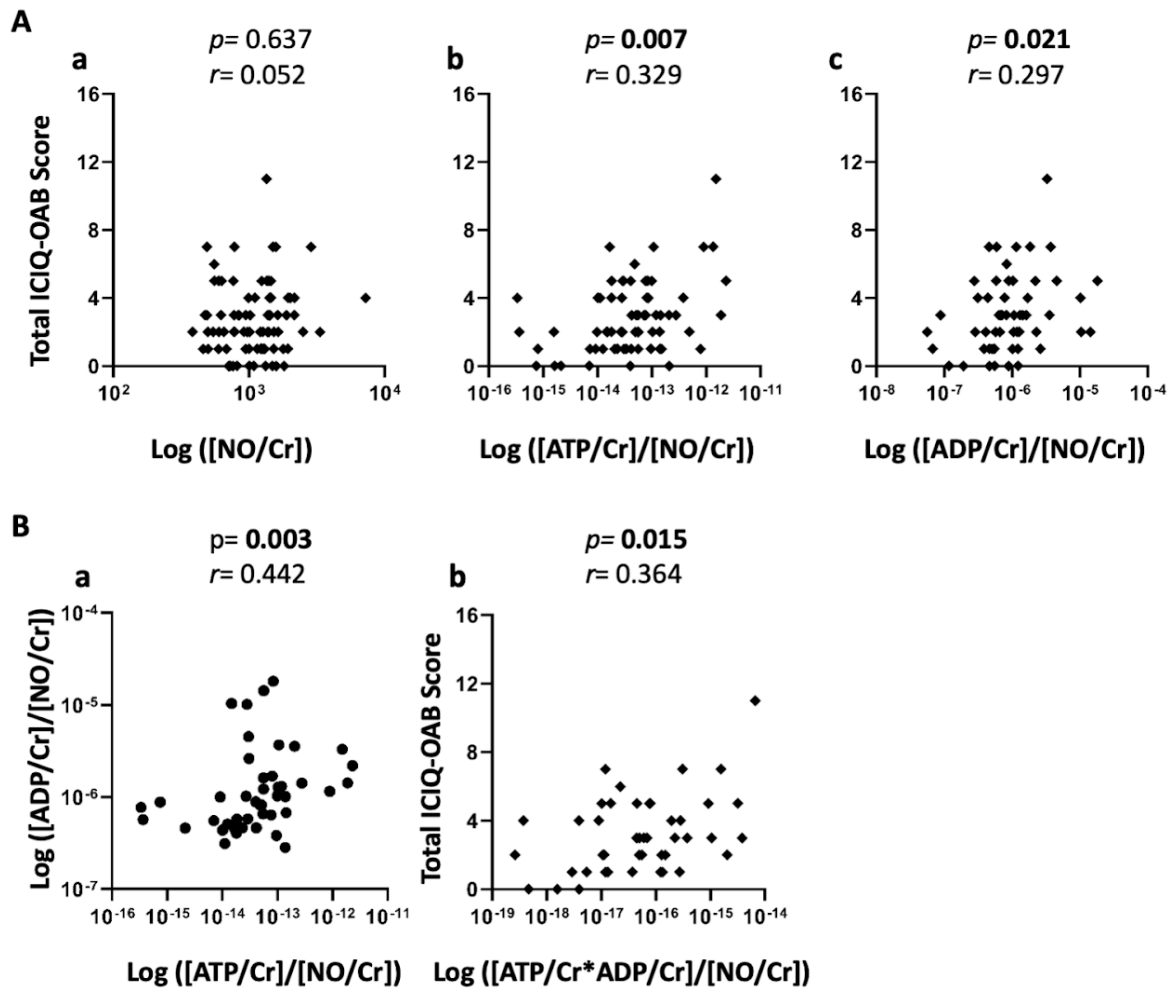 A
a
p= 0.637
r= 0.052
Total ICIQ-OAB Score
16
12
8
4
0
10²
10³
10⁴
Log ([NO/Cr])
b
p= 0.007
r= 0.329
16
12
8
4
0
10⁻¹⁶
10⁻¹⁵
10⁻¹⁴
10⁻¹³
10⁻¹²
10⁻¹¹
Log ([ATP/Cr]/[NO/Cr])
c
p= 0.021
r= 0.297
16
12
8
4
0
10⁻⁸
10⁻⁷
10⁻⁶
10⁻⁵
10⁻⁴
Log ([ADP/Cr]/[NO/Cr])
B
a
p= 0.003
r= 0.442
Log ([ADP/Cr]/[NO/Cr])
10⁻⁴
10⁻⁵
10⁻⁶
10⁻⁷
10⁻¹⁶
10⁻¹⁵
10⁻¹⁴
10⁻¹³
10⁻¹²
10⁻¹¹
Log ([ATP/Cr]/[NO/Cr])
b
p= 0.015
r= 0.364
Total ICIQ-OAB Score
16
12
8
4
0
10⁻¹⁹
10⁻¹⁸
10⁻¹⁷
10⁻¹⁶
10⁻¹⁵
10⁻¹⁴
Log ([ATP/Cr*ADP/Cr]/[NO/Cr])